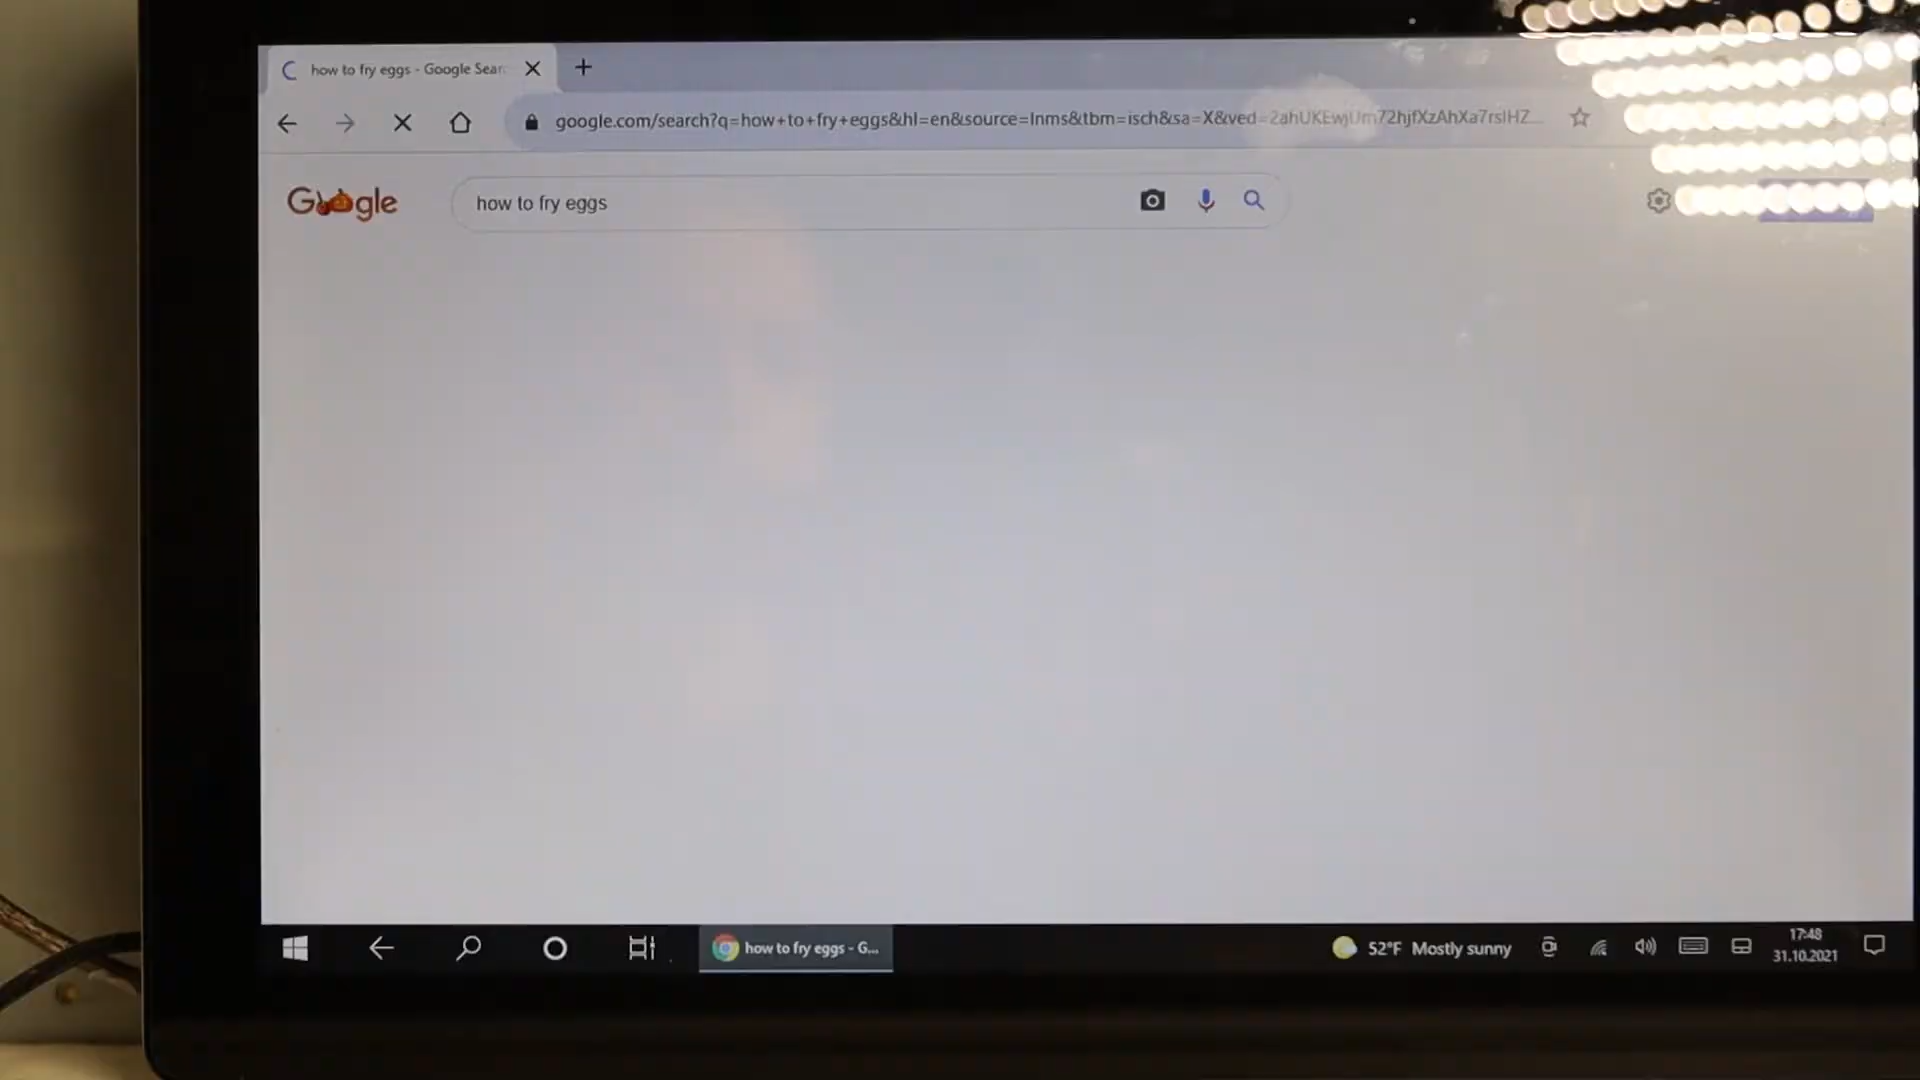 how to fry eggs - Google Sear
google.com/search?q=how+to+fry+eggs&hl=en&source=lnms&tbm=isch&sa=X&ved=2ahUKEwjUm72hjfXzAhXa7rsIHZ...
Google
how to fry eggs
how to fry eggs - G...
52°F Mostly sunny
17:48
31.10.2021